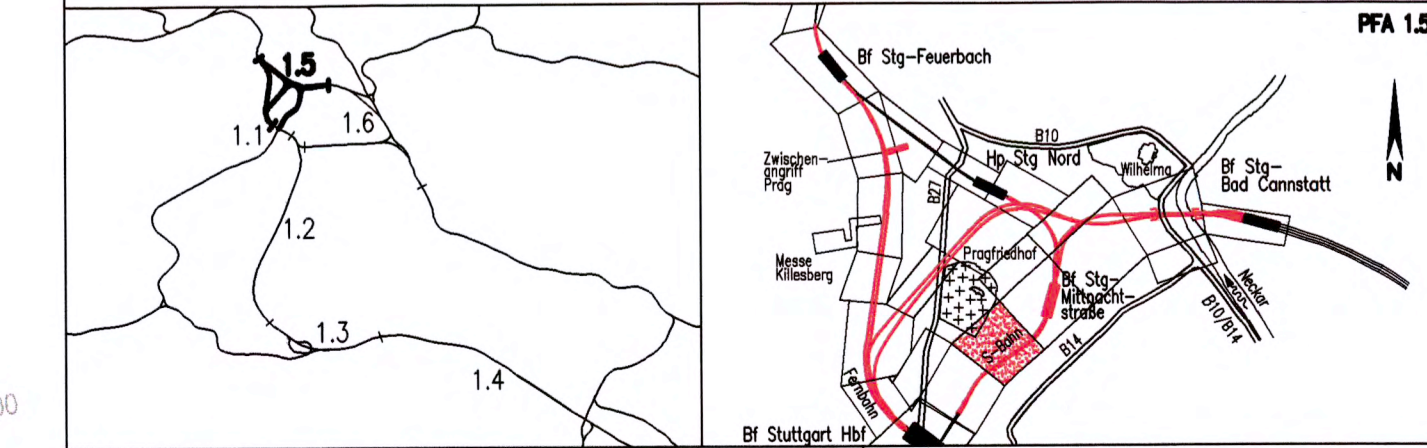 1.5
1.1
1.6
1.2
1.3
1.4
PFA 1.5
Bf Stg-Feuerbach
B10
Zwischen-
angriff
Prag
Hp Stg Nord
Wilhelma
Bf Stg-
Bad Cannstatt
B27
Messe
Killesberg
Pragfriedhof
Bf Stg-
Mittnacht-
straße
Neckar
B10/B14
S-Bahn
B14
Fernbahn
Bf Stuttgart Hbf
N